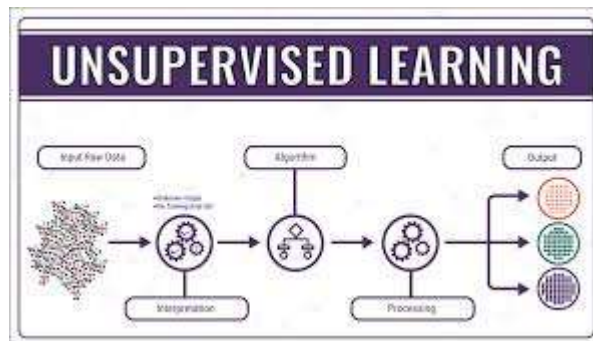 UNSUPERVISED LEARNING
Input Raw Data
Algorithm
Output
Interpretation
Processing